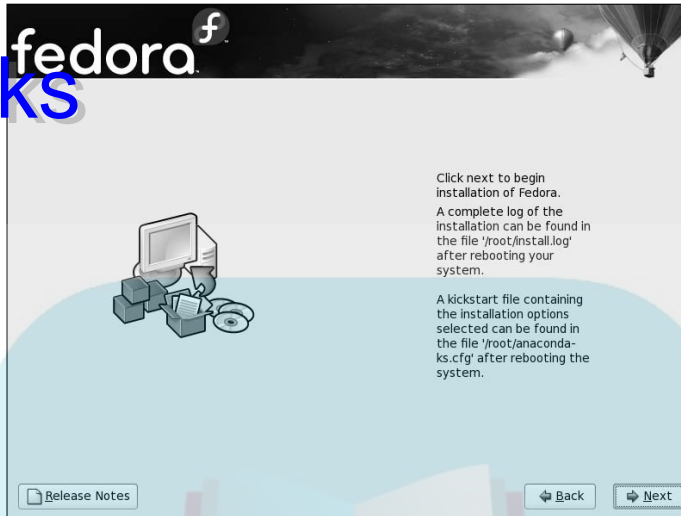 fedora
ks
Click next to begin
installation of Fedora.
A complete log of the
installation can be found in
the file '/root/install.log'
after rebooting your
system.
A kickstart file containing
the installation options
selected can be found in
the file '/root/anaconda-
ks.cfg' after rebooting the
system.
Release Notes
Back
Next